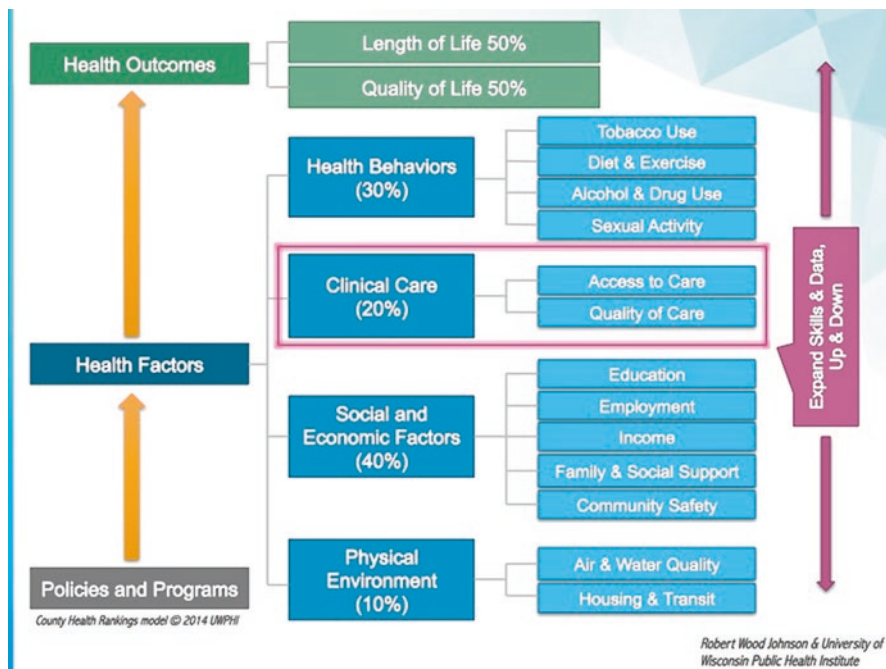 Health Outcomes
Length of Life 50%
Quality of Life 50%
Health Behaviors
(30%)
Tobacco Use
Diet & Exercise
Alcohol & Drug Use
Sexual Activity
Clinical Care
(20%)
Access to Care
Quality of Care
Health Factors
Social and
Economic Factors
(40%)
Education
Employment
Income
Family & Social Support
Community Safety
Policies and Programs
Physical
Environment
(10%)
Air & Water Quality
Housing & Transit
Expand Skills & Data,
Up & Down
County Health Rankings model © 2014 UWPHI
Robert Wood Johnson & University of
Wisconsin Public Health Institute